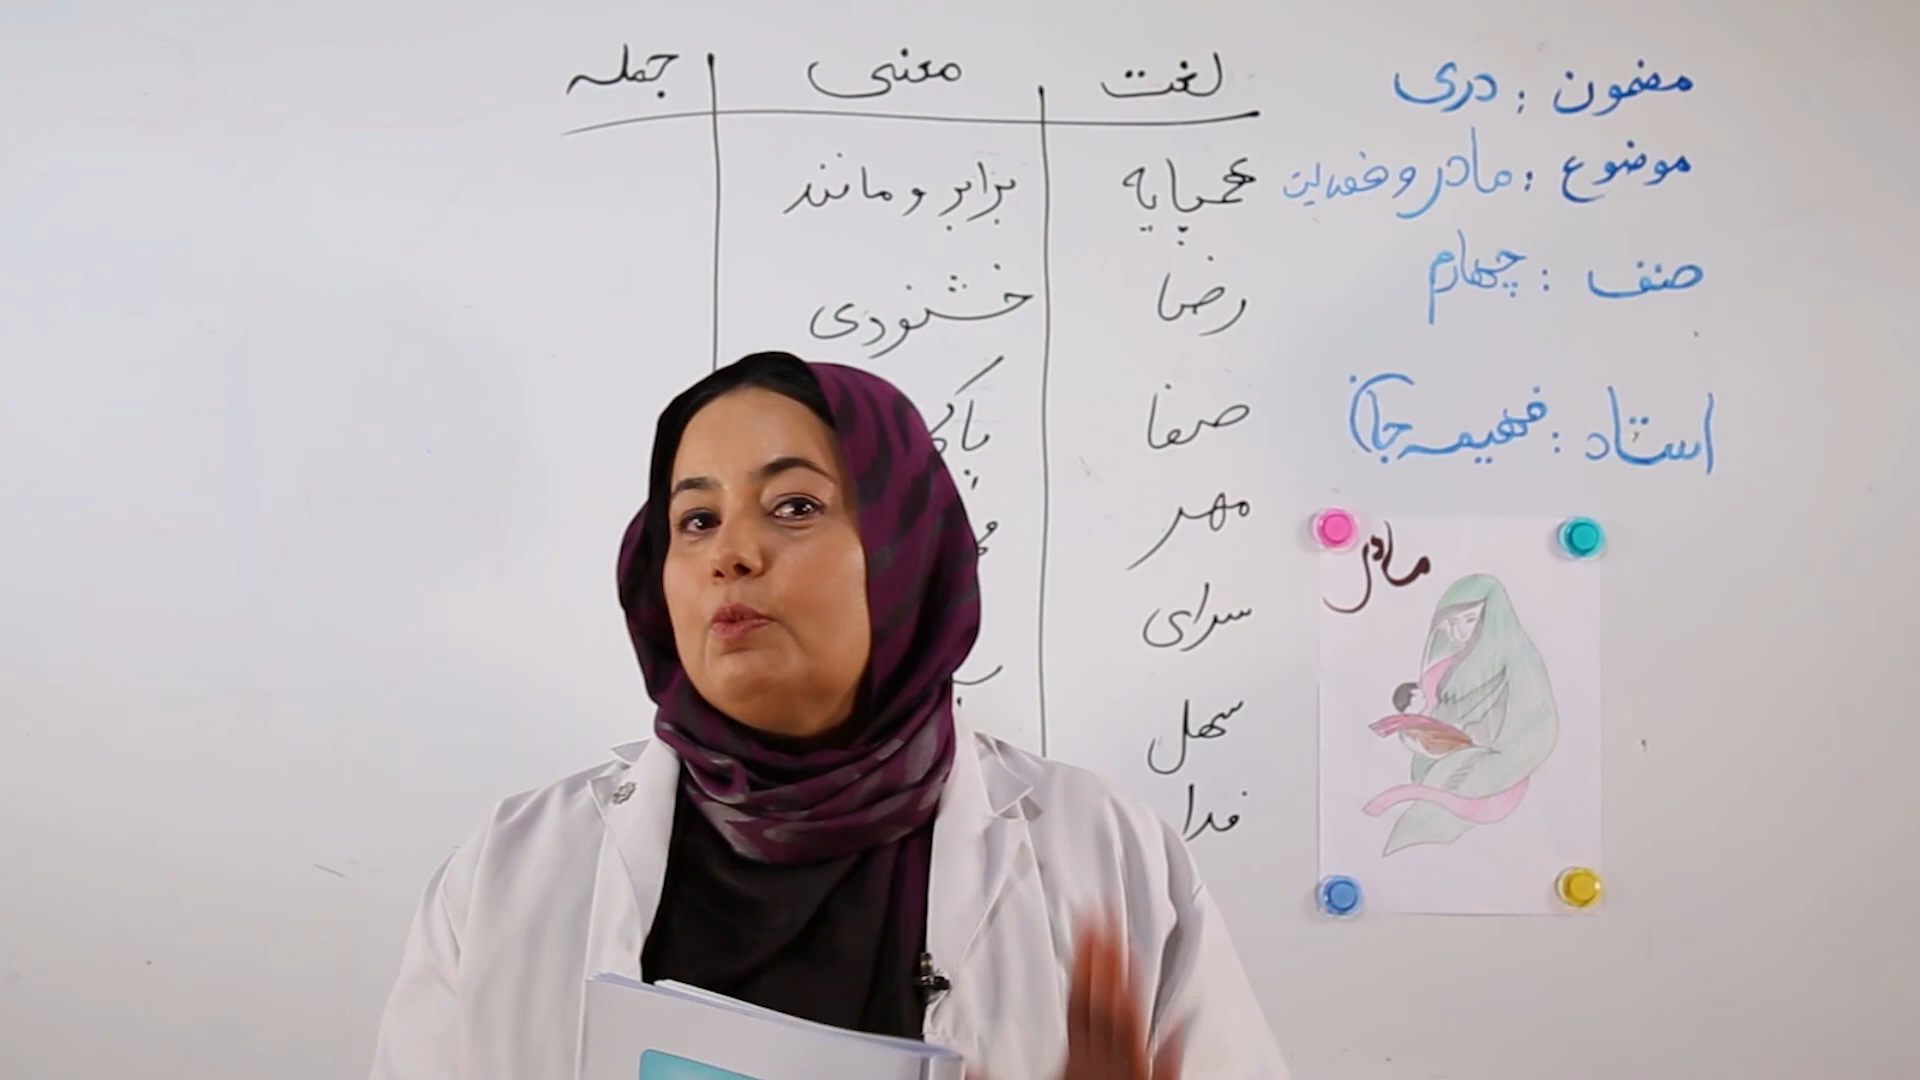 مضمون : دری
موضوع : مادر و فعالیت
صنف : چهارم
استاد : فهیمه جان
مادر
لغت معنی جمله
همپایه برابر و مانند
رضا خشنودی
صفا
مهر
سرای
سهل
فدا